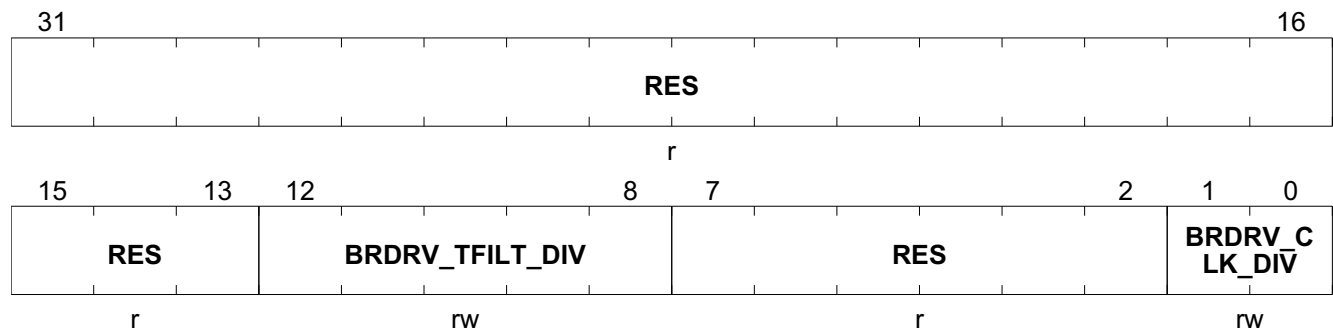 31 16
RES
r
15 13 12 8 7 2 1 0
RES BRDRV_TFILT_DIV RES BRDRV_C
LK_DIV
r rw r rw